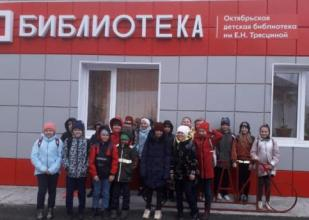 БИБЛИОТЕКА
Октябрьская
детская библиотека
им Е.Н. Трясциной